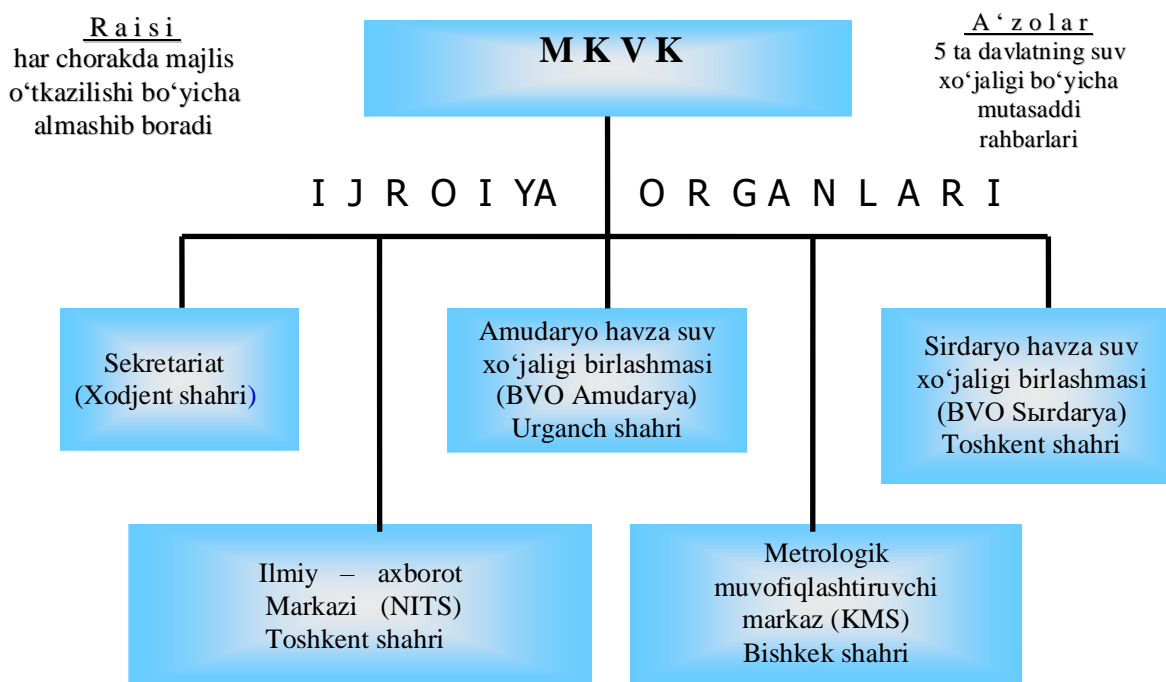 R a i s i
har chorakda majlis
o‘tkazilishi bo‘yicha
almashib boradi
M K V K
A ‘ z o l a r
5 ta davlatning suv
xo‘jaligi bo‘yicha
mutasaddi
rahbarlari
I J R O I YA O R G A N L A R I
Sekretariat
(Xodjent shahri)
Amudaryo havza suv
xo‘jaligi birlashmasi
(BVO Amudarya)
Urganch shahri
Sirdaryo havza suv
xo‘jaligi birlashmasi
(BVO Sыrdarya)
Toshkent shahri
Ilmiy – axborot
Markazi (NITS)
Toshkent shahri
Metrologik
muvofiqlashtiruvchi
markaz (KMS)
Bishkek shahri